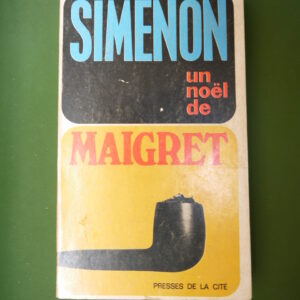 SIMENON
un
noël
de
MAIGRET
PRESSES DE LA CITÉ